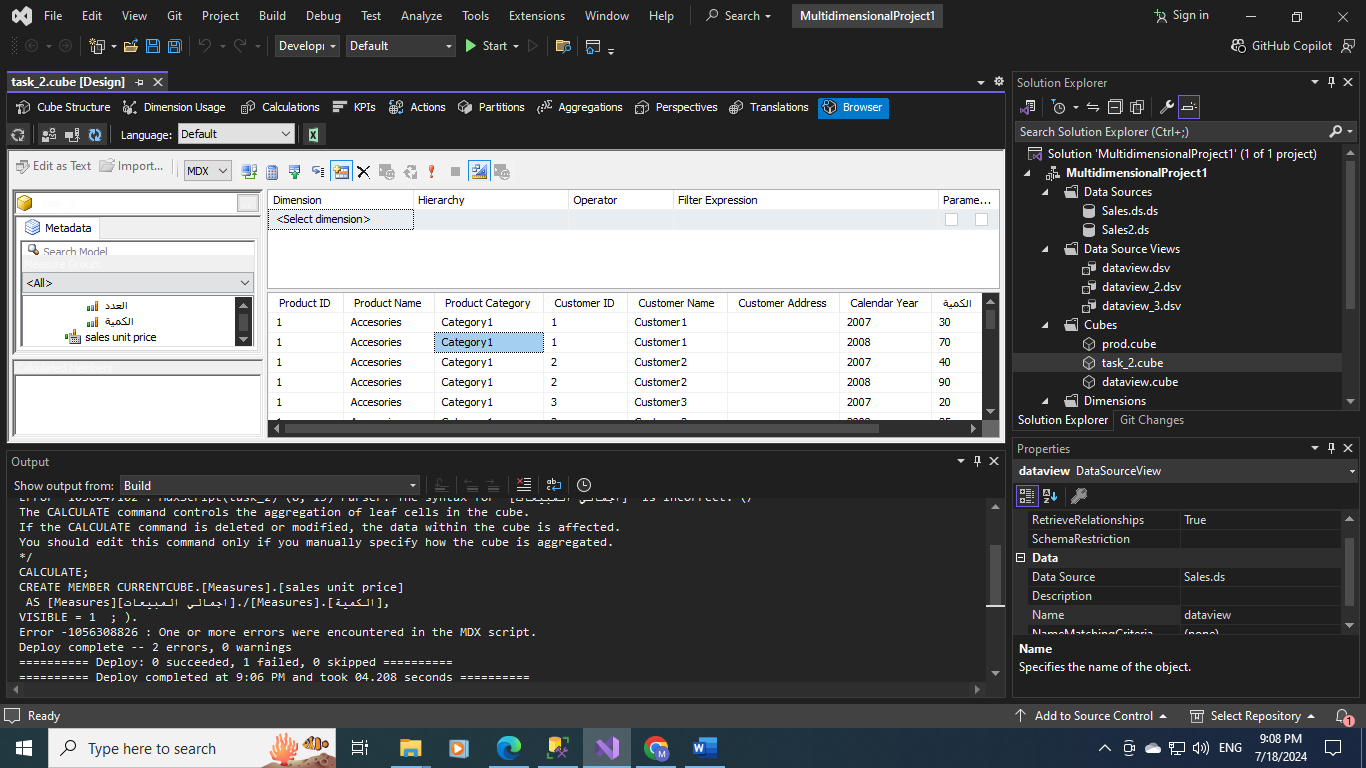 File Edit View Git Project Build Debug Test Analyze Tools Extensions Window Help Search MultidimensionalProject1 Sign in
Developı Default Start GitHub Copilot
task_2.cube [Design]
Cube Structure Dimension Usage Calculations KPIs Actions Partitions Aggregations Perspectives Translations Browser
Language: Default
Edit as Text Import... MDX
Dimension Hierarchy Operator Filter Expression Parame...
<Select dimension>
Metadata
Search Model
<All>
العدد
الكمية
sales unit price
Calculated Members
Product ID Product Name Product Category Customer ID Customer Name Customer Address Calendar Year الكمية
1 Accesories Category1 1 Customer1 2007 30
1 Accesories Category1 1 Customer1 2008 70
1 Accesories Category1 2 Customer2 2007 40
1 Accesories Category1 2 Customer2 2008 90
1 Accesories Category1 3 Customer3 2007 20
Output
Show output from: Build
The CALCULATE command controls the aggregation of leaf cells in the cube.
If the CALCULATE command is deleted or modified, the data within the cube is affected.
You should edit this command only if you manually specify how the cube is aggregated.
*/
CALCULATE;
CREATE MEMBER CURRENTCUBE.[Measures].[sales unit price]
AS [Measures][اجمالي المبيعات]./[Measures].[الكمية],
VISIBLE = 1 ; ).
Error -1056308826 : One or more errors were encountered in the MDX script.
Deploy complete -- 2 errors, 0 warnings
========== Deploy: 0 succeeded, 1 failed, 0 skipped ==========
========== Deploy completed at 9:06 PM and took 04.208 seconds ==========
Solution Explorer
Search Solution Explorer (Ctrl+;)
Solution 'MultidimensionalProject1' (1 of 1 project)
MultidimensionalProject1
Data Sources
Sales.ds.ds
Sales2.ds
Data Source Views
dataview.dsv
dataview_2.dsv
dataview_3.dsv
Cubes
prod.cube
task_2.cube
dataview.cube
Dimensions
Solution Explorer Git Changes
Properties
dataview DataSourceView
RetrieveRelationships True
SchemaRestriction
Data
Data Source Sales.ds
Description
Name dataview
NameMatchingCriteria (none)
Name
Specifies the name of the object.
Ready Add to Source Control Select Repository 1
Type here to search ENG 9:08 PM
7/18/2024